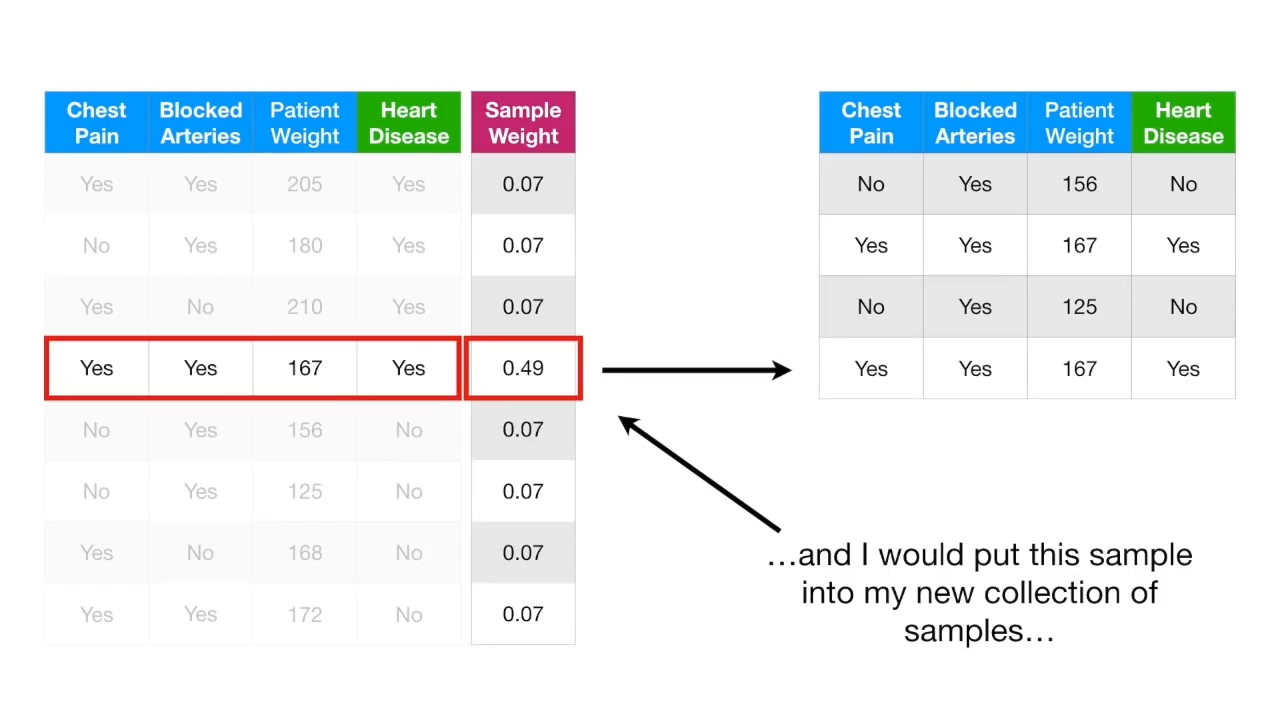 Chest Pain Blocked Arteries Patient Weight Heart Disease Sample Weight
Yes Yes 205 Yes 0.07
No Yes 180 Yes 0.07
Yes No 210 Yes 0.07
Yes Yes 167 Yes 0.49
No Yes 156 No 0.07
No Yes 125 No 0.07
Yes No 168 No 0.07
Yes Yes 172 No 0.07
Chest Pain Blocked Arteries Patient Weight Heart Disease
No Yes 156 No
Yes Yes 167 Yes
No Yes 125 No
Yes Yes 167 Yes
…and I would put this sample
into my new collection of
samples…